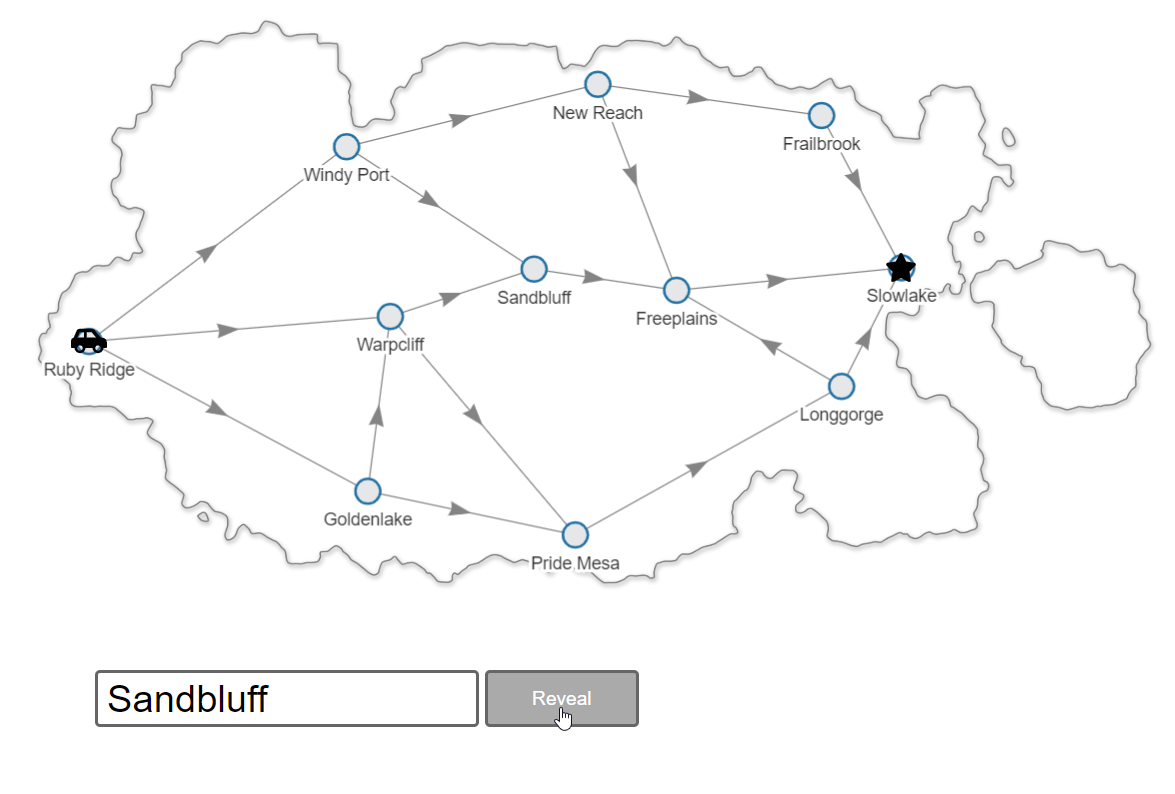 New Reach
Frailbrook
Windy Port
Sandbluff
Slowlake
Freeplains
Warpcliff
Ruby Ridge
Longgorge
Goldenlake
Pride Mesa
Sandbluff
Reveal